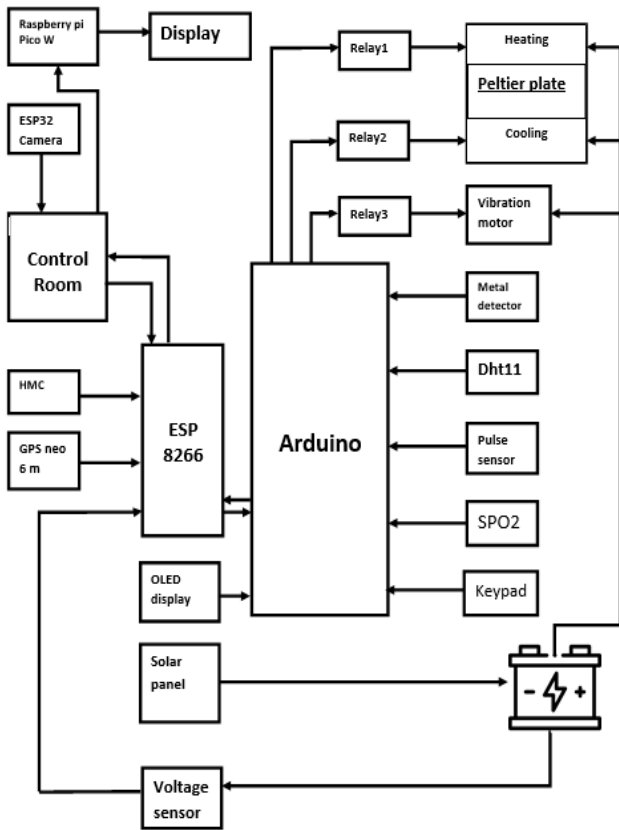 Raspberry pi
Pico W
Display
Relay1
Heating
Peltier plate
Cooling
ESP32
Camera
Relay2
Relay3
Vibration
motor
Control
Room
Metal
detector
HMC
Dht11
ESP
8266
Arduino
GPS neo
6 m
Pulse
sensor
SPO2
OLED
display
Keypad
Solar
panel
- +
Voltage
sensor